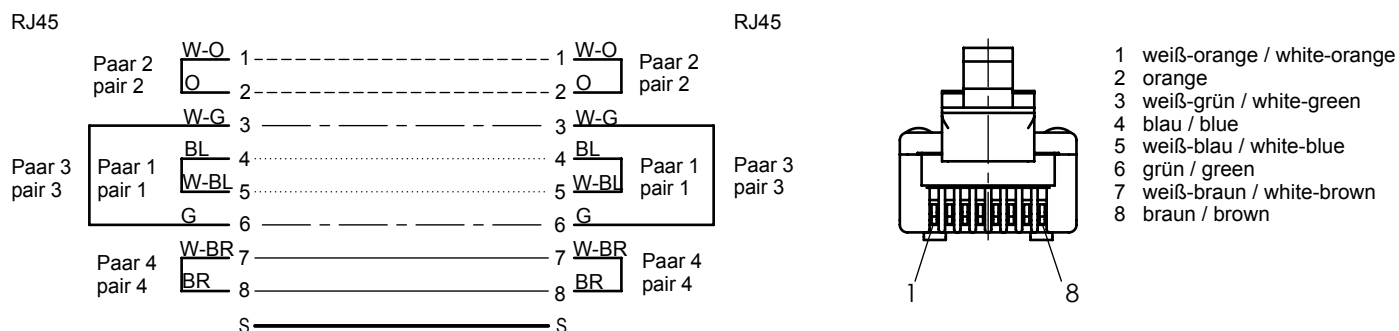 RJ45
RJ45
Paar 2
pair 2
W-O 1
1 W-O
O 2
2 O
Paar 2
pair 2
W-G 3
3 W-G
Paar 3
pair 3
Paar 1
pair 1
BL 4
4 BL
W-BL 5
5 W-BL
Paar 1
pair 1
Paar 3
pair 3
G 6
6 G
Paar 4
pair 4
W-BR 7
7 W-BR
BR 8
8 BR
Paar 4
pair 4
S
S
1 weiß-orange / white-orange
2 orange
3 weiß-grün / white-green
4 blau / blue
5 weiß-blau / white-blue
6 grün / green
7 weiß-braun / white-brown
8 braun / brown
1
8